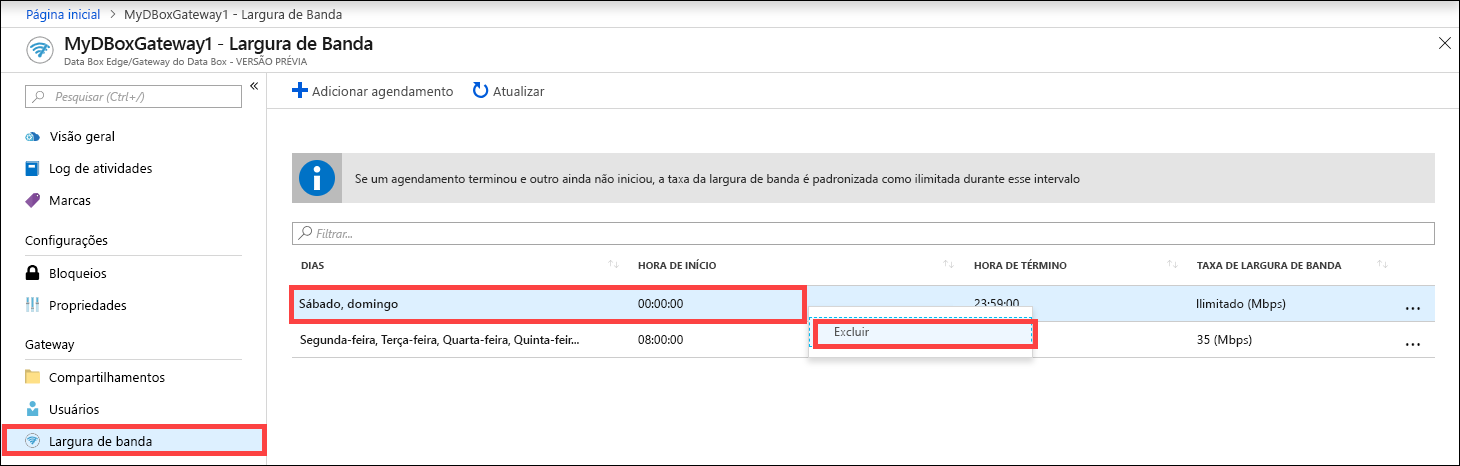 Página inicial > MyDBoxGateway1 - Largura de Banda
MyDBoxGateway1 - Largura de Banda
Data Box Edge/Gateway do Data Box - VERSÃO PRÉVIA
Pesquisar (Ctrl+/)
«
Visão geral
Log de atividades
Marcas
Configurações
Bloqueios
Propriedades
Gateway
Compartilhamentos
Usuários
Largura de banda
Adicionar agendamento Atualizar
Se um agendamento terminou e outro ainda não iniciou, a taxa da largura de banda é padronizada como ilimitada durante esse intervalo
Filtrar...
DIAS HORA DE INÍCIO HORA DE TÉRMINO TAXA DE LARGURA DE BANDA
Sábado, domingo 00:00:00 23:59:00 Ilimitado (Mbps) ...
Excluir
Segunda-feira, Terça-feira, Quarta-feira, Quinta-feir... 08:00:00 35 (Mbps) ...